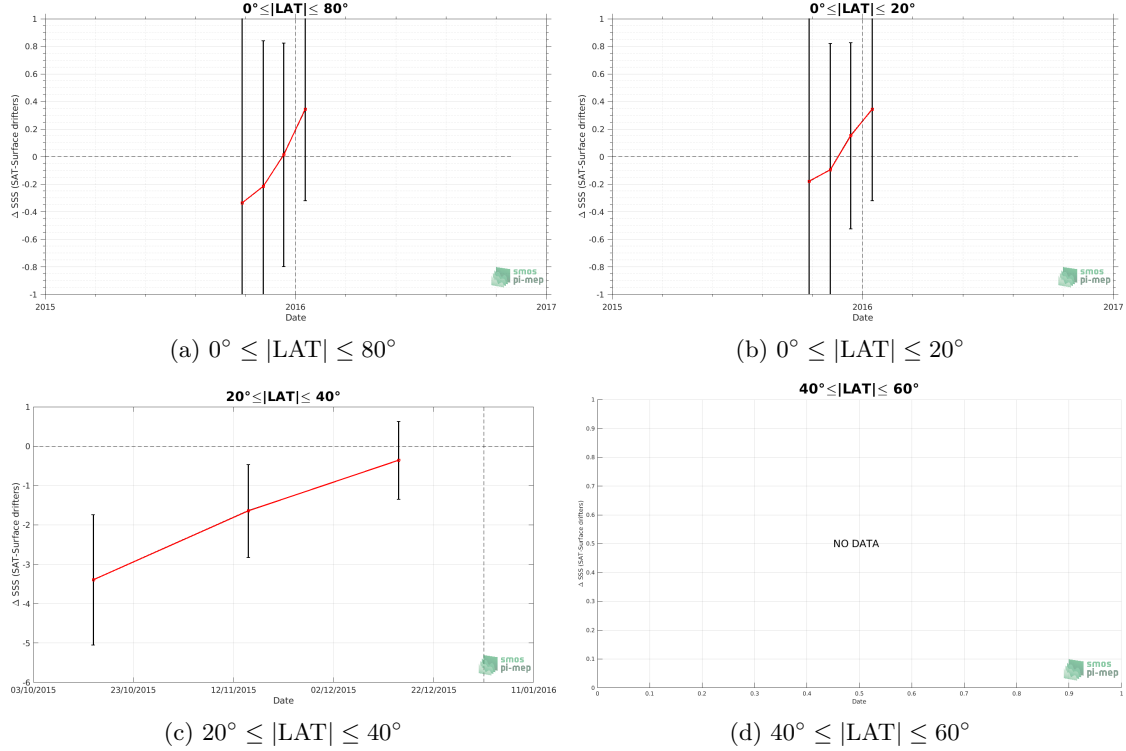 0°≤|LAT|≤ 80°
1
0.8
0.6
0.4
0.2
0
-0.2
-0.4
-0.6
-0.8
-1
Δ SSS (SAT-Surface drifters)
2015
2016
2017
Date
smos
pi-mep
(a) 0° ≤ |LAT| ≤ 80°
0°≤|LAT|≤ 20°
1
0.8
0.6
0.4
0.2
0
-0.2
-0.4
-0.6
-0.8
-1
Δ SSS (SAT-Surface drifters)
2015
2016
2017
Date
smos
pi-mep
(b) 0° ≤ |LAT| ≤ 20°
20°≤|LAT|≤ 40°
1
0
-1
-2
-3
-4
-5
-6
Δ SSS (SAT-Surface drifters)
03/10/2015
23/10/2015
12/11/2015
02/12/2015
22/12/2015
11/01/2016
Date
smos
pi-mep
(c) 20° ≤ |LAT| ≤ 40°
40°≤|LAT|≤ 60°
1
0.9
0.8
0.7
0.6
0.5
0.4
0.3
0.2
0.1
0
Δ SSS (SAT-Surface drifters)
NO DATA
0
0.1
0.2
0.3
0.4
0.5
0.6
0.7
0.8
0.9
1
Date
smos
pi-mep
(d) 40° ≤ |LAT| ≤ 60°